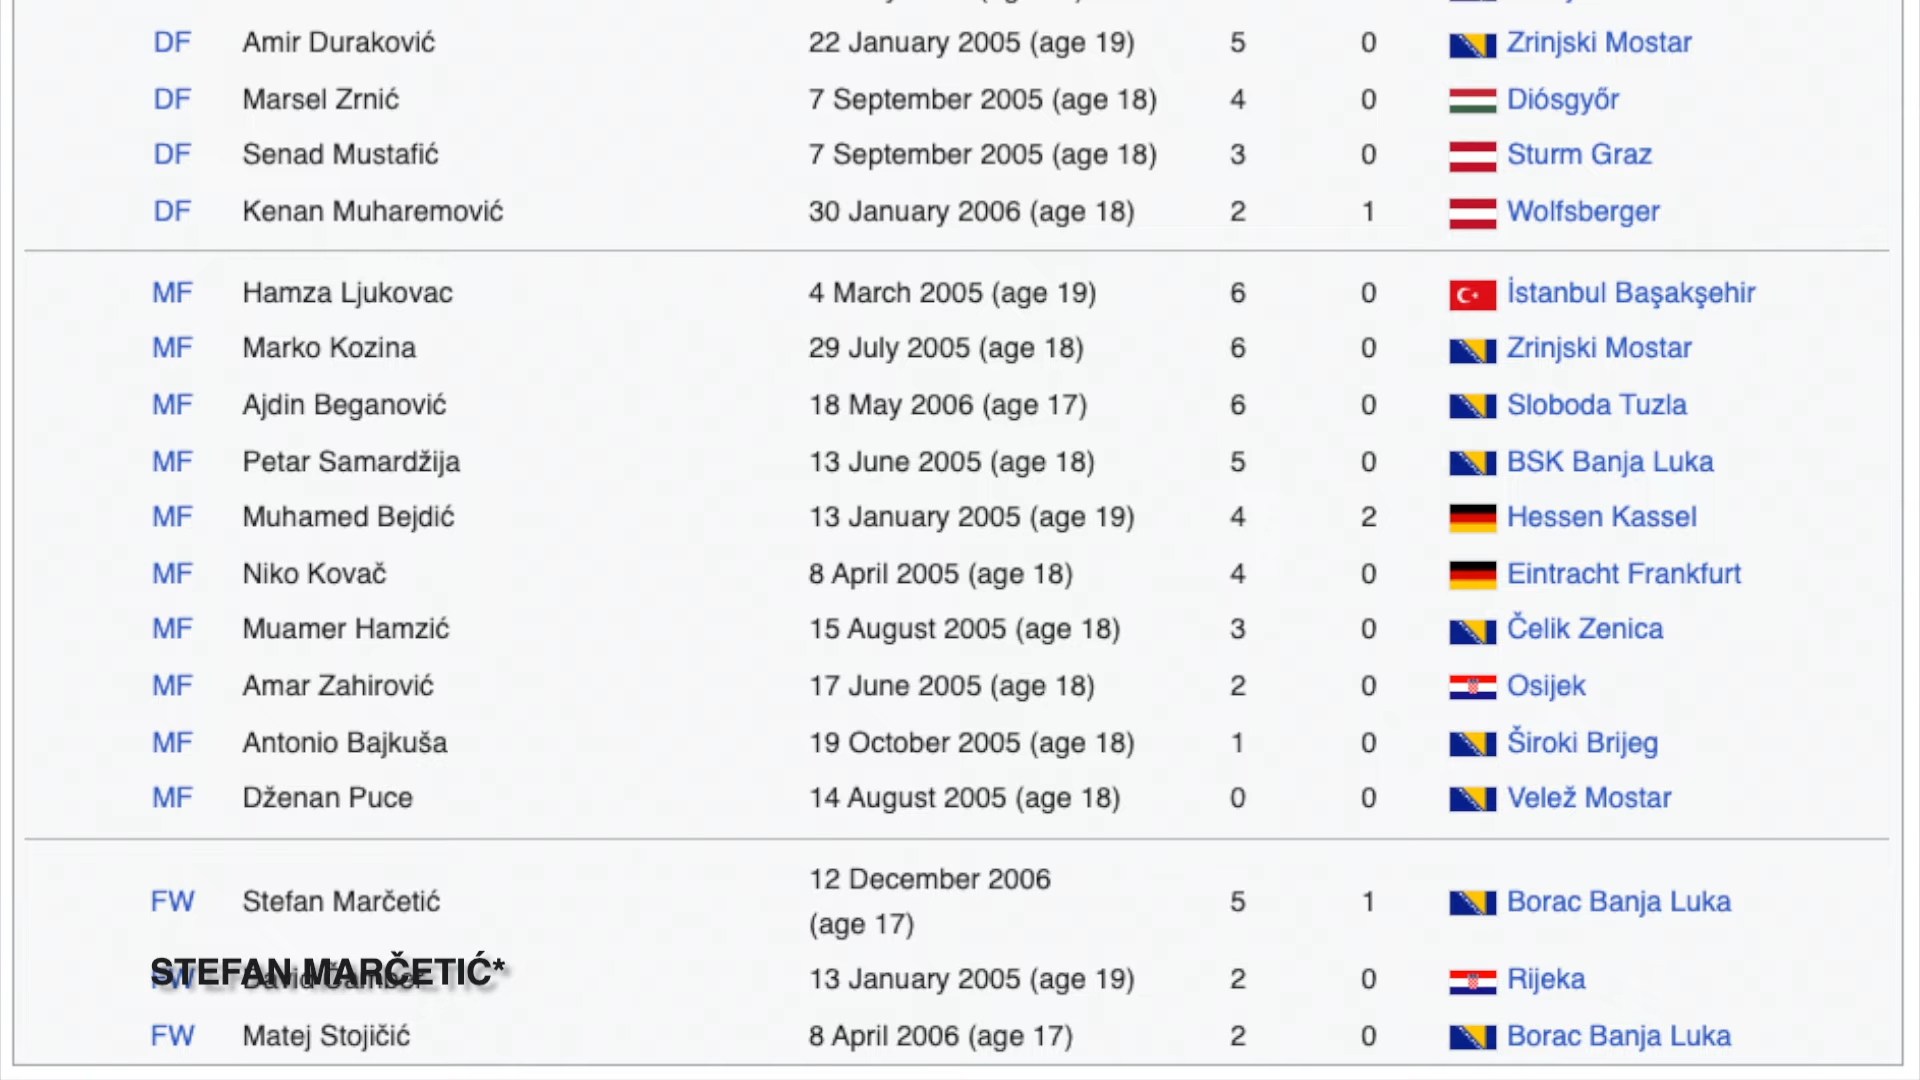 DF Amir Duraković 22 January 2005 (age 19) 5 0 Zrinjski Mostar
DF Marsel Zrnić 7 September 2005 (age 18) 4 0 Diósgyőr
DF Senad Mustafić 7 September 2005 (age 18) 3 0 Sturm Graz
DF Kenan Muharemović 30 January 2006 (age 18) 2 1 Wolfsberger
MF Hamza Ljukovac 4 March 2005 (age 19) 6 0 İstanbul Başakşehir
MF Marko Kozina 29 July 2005 (age 18) 6 0 Zrinjski Mostar
MF Ajdin Beganović 18 May 2006 (age 17) 6 0 Sloboda Tuzla
MF Petar Samardžija 13 June 2005 (age 18) 5 0 BSK Banja Luka
MF Muhamed Bejdić 13 January 2005 (age 19) 4 2 Hessen Kassel
MF Niko Kovač 8 April 2005 (age 18) 4 0 Eintracht Frankfurt
MF Muamer Hamzić 15 August 2005 (age 18) 3 0 Čelik Zenica
MF Amar Zahirović 17 June 2005 (age 18) 2 0 Osijek
MF Antonio Bajkuša 19 October 2005 (age 18) 1 0 Široki Brijeg
MF Dženan Puce 14 August 2005 (age 18) 0 0 Velež Mostar
FW Stefan Marčetić 12 December 2006 (age 17) 5 1 Borac Banja Luka
STEFAN MARČETIĆ*
FW 13 January 2005 (age 19) 2 0 Rijeka
FW Matej Stojičić 8 April 2006 (age 17) 2 0 Borac Banja Luka